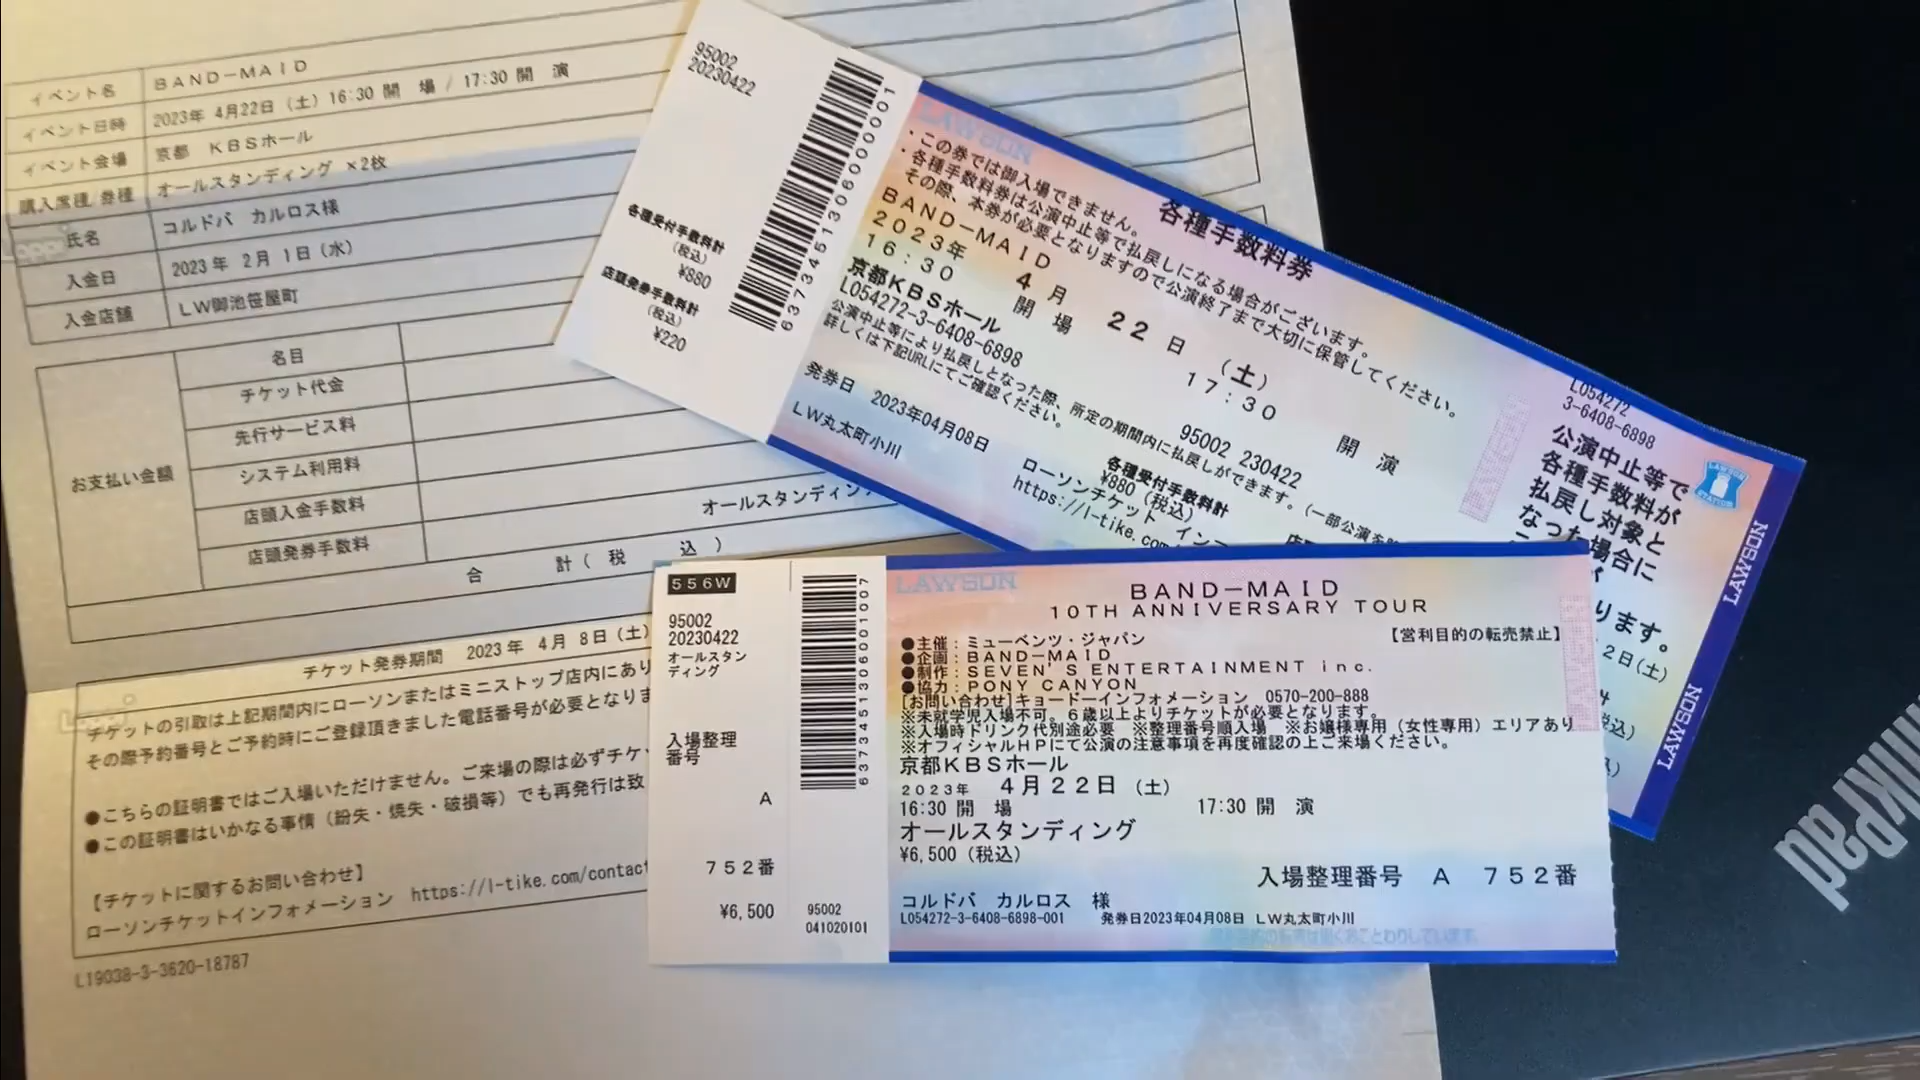 イベント名 BAND-MAID
イベント日時 2023年 4月22日（土）16:30 開 場 / 17:30 開 演
イベント会場 京都 KBSホール
購入席種/券種 オールスタンディング ×2枚
氏名 コルドバ カルロス様
入金日 2023年 2月 1日（水）
入金店舗 LW御池笹屋町
お支払い金額
名目
チケット代金
先行サービス料
システム利用料
店頭入金手数料
店頭発券手数料
オールスタンディン
合 計（ 税 込 ）
チケット発券期間 2023年 4月 8日（土）
チケットの引取は上記期間内にローソンまたはミニストップ店内にあり
その際予約番号とご予約時にご登録頂きました電話番号が必要となりま
●こちらの証明書ではご入場いただけません。ご来場の際は必ずチケッ
●この証明書はいかなる事情（紛失・焼失・破損等）でも再発行は致
【チケットに関するお問い合わせ】
ローソンチケットインフォメーション https://l-tike.com/contact
L19038-3-3620-18787
95002
20230422
各種受付手数料計
（税込）
¥880
店頭発券手数料計
（税込）
¥220
6373451306000001
LAWSON
各種手数料券
・この券では御入場できません。
・各種手数料券は公演中止等で払戻しになる場合がございます。
その際、本券が必要となりますので公演終了まで大切に保管してください。
BAND-MAID
2023年 4月 22日 （土）
16:30 開 場 17:30 開 演
京都KBSホール
L054272-3-6408-6898
95002 230422
公演中止等により払戻しとなった際、所定の期間内に払戻しができます。（一部公演を
詳しくは下記URLにてご確認ください。
各種受付手数料計
¥880（税込）
発券日 2023年04月08日
LW丸太町小川
ローソンチケット イン
https://l-tike.com
L054272
3-6408-6898
公演中止等で
各種手数料が
払戻し対象と
なった場合に
ります。
2日(土)
LAWSON STATION
LAWSON
LAWSON
556W
95002
20230422
オールスタン
ディング
入場整理
番号
A
752番
¥6,500
6373451306001007
95002
041020101
LAWSON
BAND-MAID
10TH ANNIVERSARY TOUR
【営利目的の転売禁止】
●主催：ミューベンツ・ジャパン
●企画：BAND-MAID
●制作：SEVEN'S ENTERTAINMENT inc.
●協力：PONY CANYON
[お問い合わせ]キョードーインフォメーション 0570-200-888
※未就学児入場不可。６歳以上よりチケットが必要となります。
※入場時ドリンク代別途必要 ※整理番号順入場 ※お嬢様専用（女性専用）エリアあり
※オフィシャルHPにて公演の注意事項を再度確認の上ご来場ください。
京都KBSホール
2023年 4月22日（土）
16:30 開 場 17:30 開 演
オールスタンディング
¥6,500（税込）
入場整理番号 A 752番
コルドバ カルロス 様
L054272-3-6408-6898-001 発券日2023年04月08日 LW丸太町小川